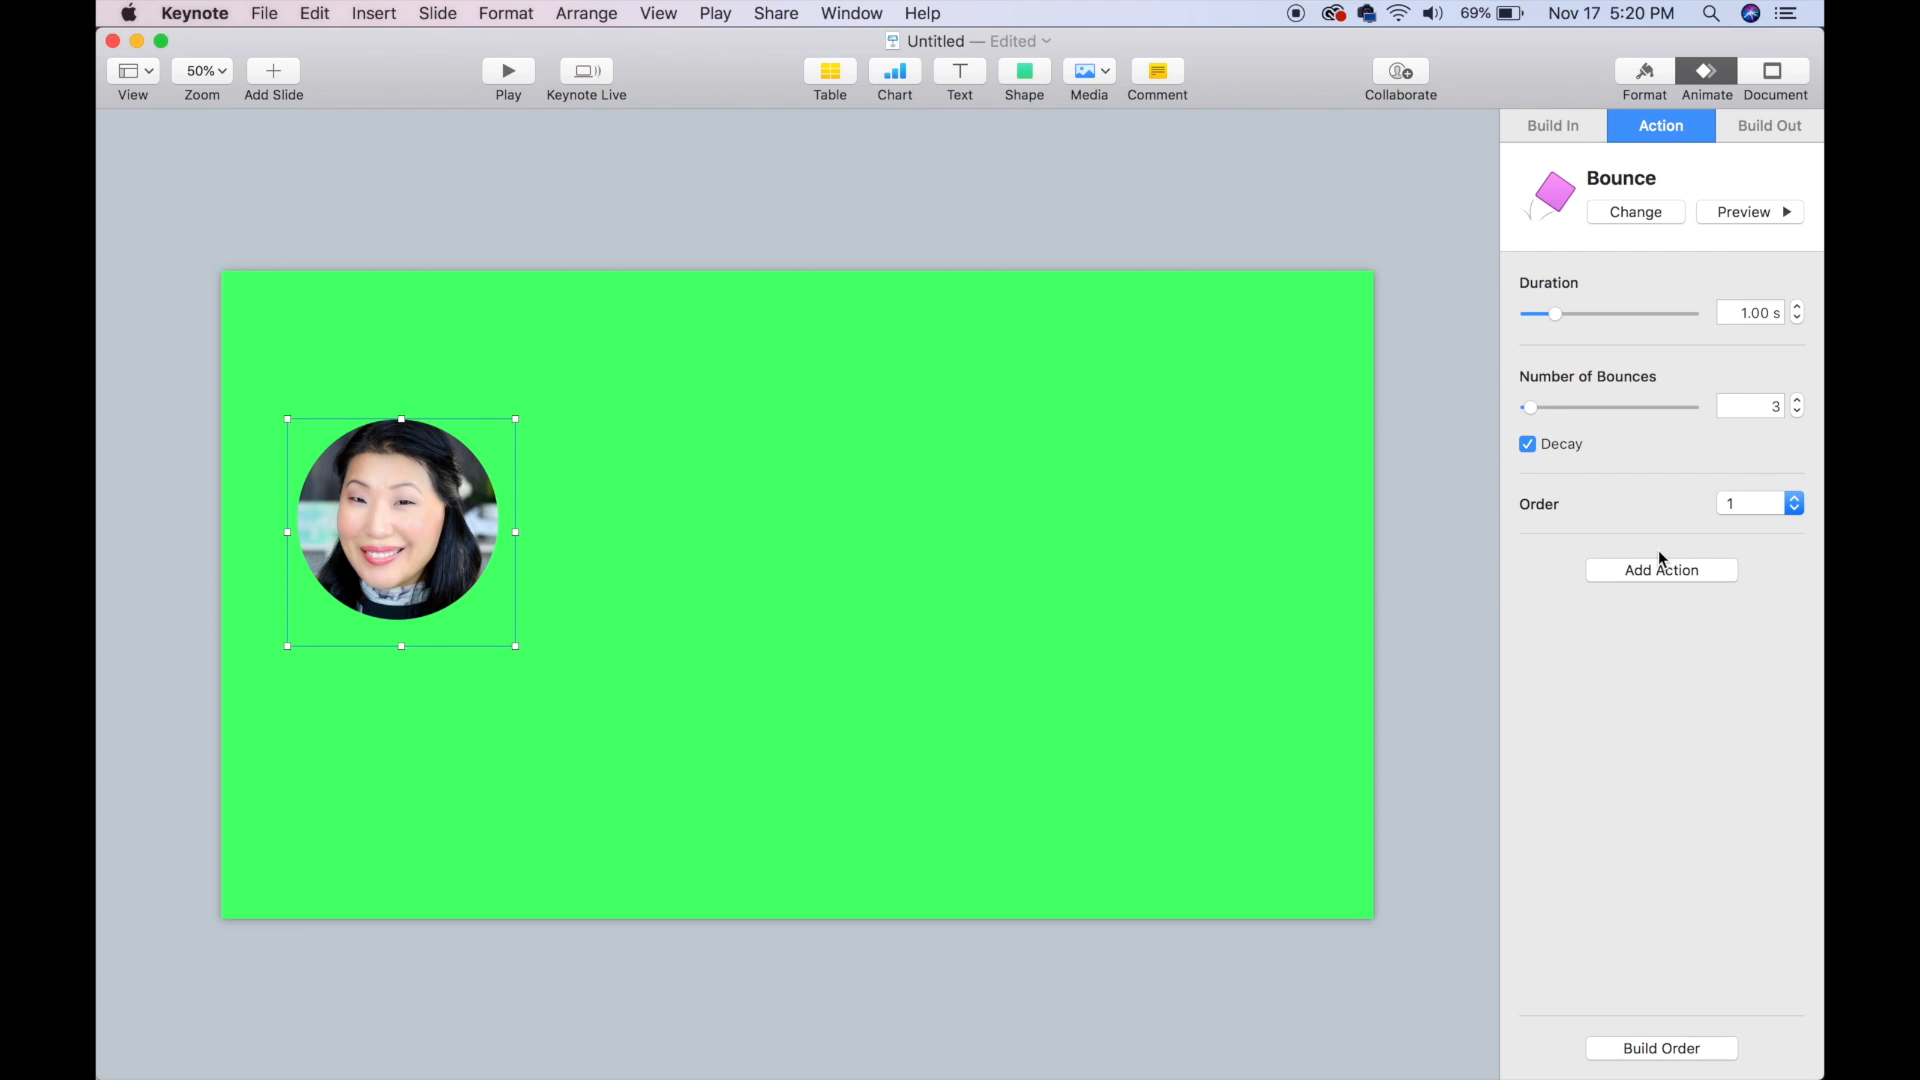 Keynote File Edit Insert Slide Format Arrange View Play Share Window Help 69% Nov 17 5:20 PM
Untitled — Edited
50%
View Zoom Add Slide Play Keynote Live Table Chart Text Shape Media Comment Collaborate Format Animate Document
Build In Action Build Out
Bounce
Change Preview
Duration
1.00 s
Number of Bounces
3
Decay
Order 1
Add Action
Build Order